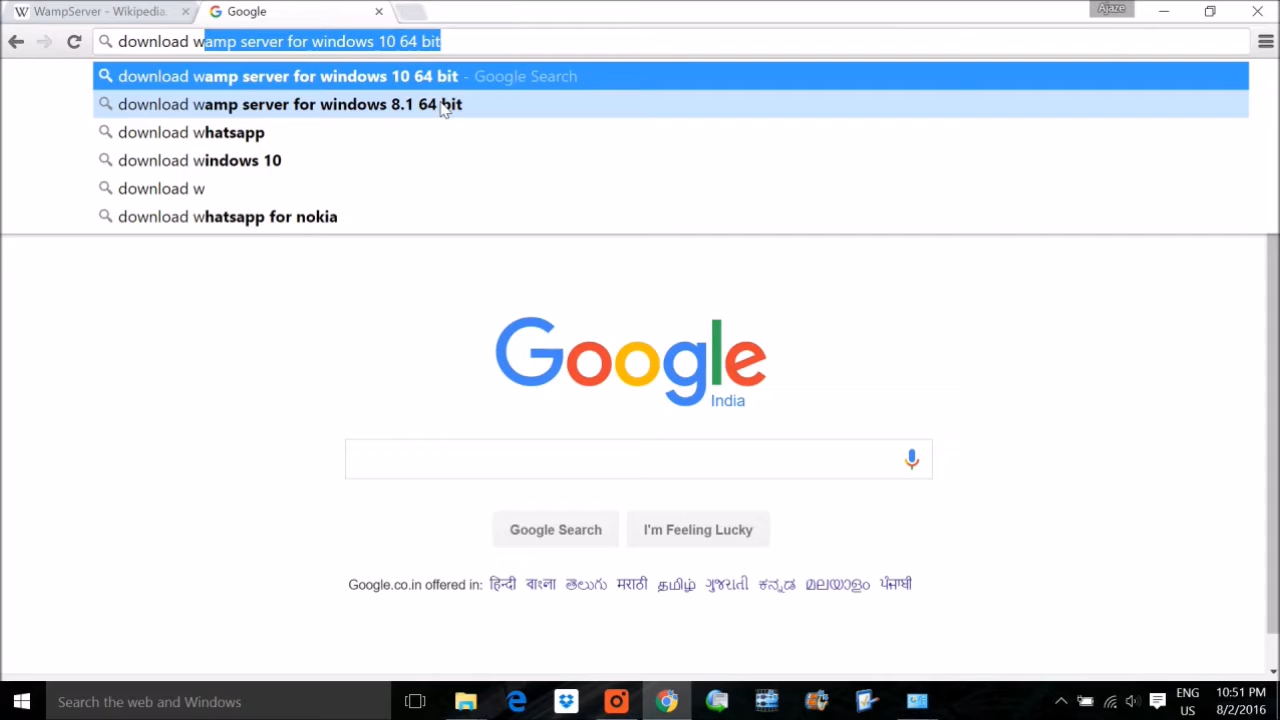 WampServer - Wikipedia,
Google
Ajaze
download wamp server for windows 10 64 bit
download wamp server for windows 10 64 bit - Google Search
download wamp server for windows 8.1 64 bit
download whatsapp
download windows 10
download w
download whatsapp for nokia
Google
India
Google Search
I'm Feeling Lucky
Google.co.in offered in: हिन्दी বাংলা తెలుగు मराठी தமிழ் ગુજરાતી ಕನ್ನಡ മലയാളം ਪੰਜਾਬੀ
Search the web and Windows
ENG
US
10:51 PM
8/2/2016